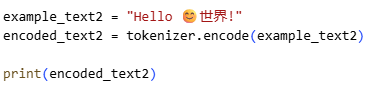 example_text2 = "Hello 😊世界!"
encoded_text2 = tokenizer.encode(example_text2)
print(encoded_text2)